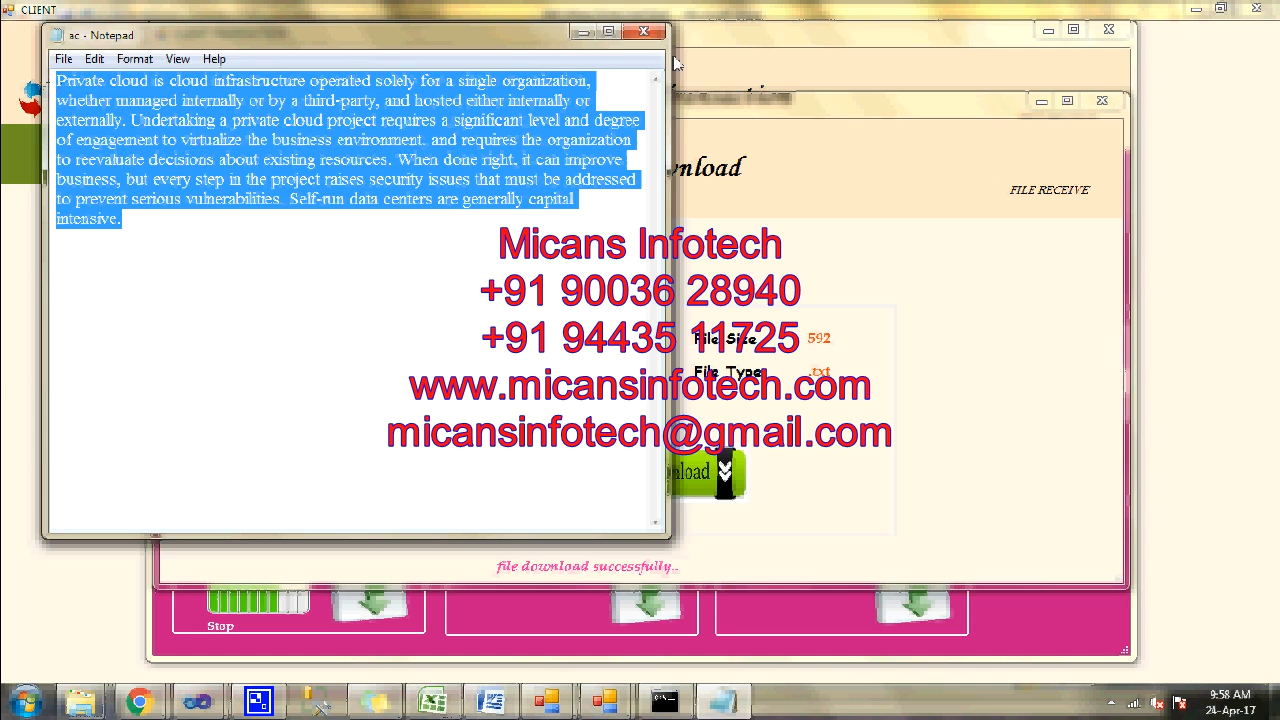 CLIENT
ac - Notepad
File Edit Format View Help
Private cloud is cloud infrastructure operated solely for a single organization,
whether managed internally or by a third-party, and hosted either internally or
externally. Undertaking a private cloud project requires a significant level and degree
of engagement to virtualize the business environment, and requires the organization
to reevaluate decisions about existing resources. When done right, it can improve
business, but every step in the project raises security issues that must be addressed
to prevent serious vulnerabilities. Self-run data centers are generally capital
intensive.
FILE RECEIVE
Micans Infotech
+91 90036 28940
+91 94435 11725
File Size 592
File Type .txt
www.micansinfotech.com
micansinfotech@gmail.com
file download successfully..
Stop
9:58 AM
24-Apr-17